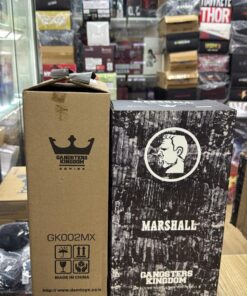 THOR
GANGSTERS
KINGDOM
SERIES
GK002MX
MADE IN CHINA
MARSHALL
GANGSTERS
KINGDOM